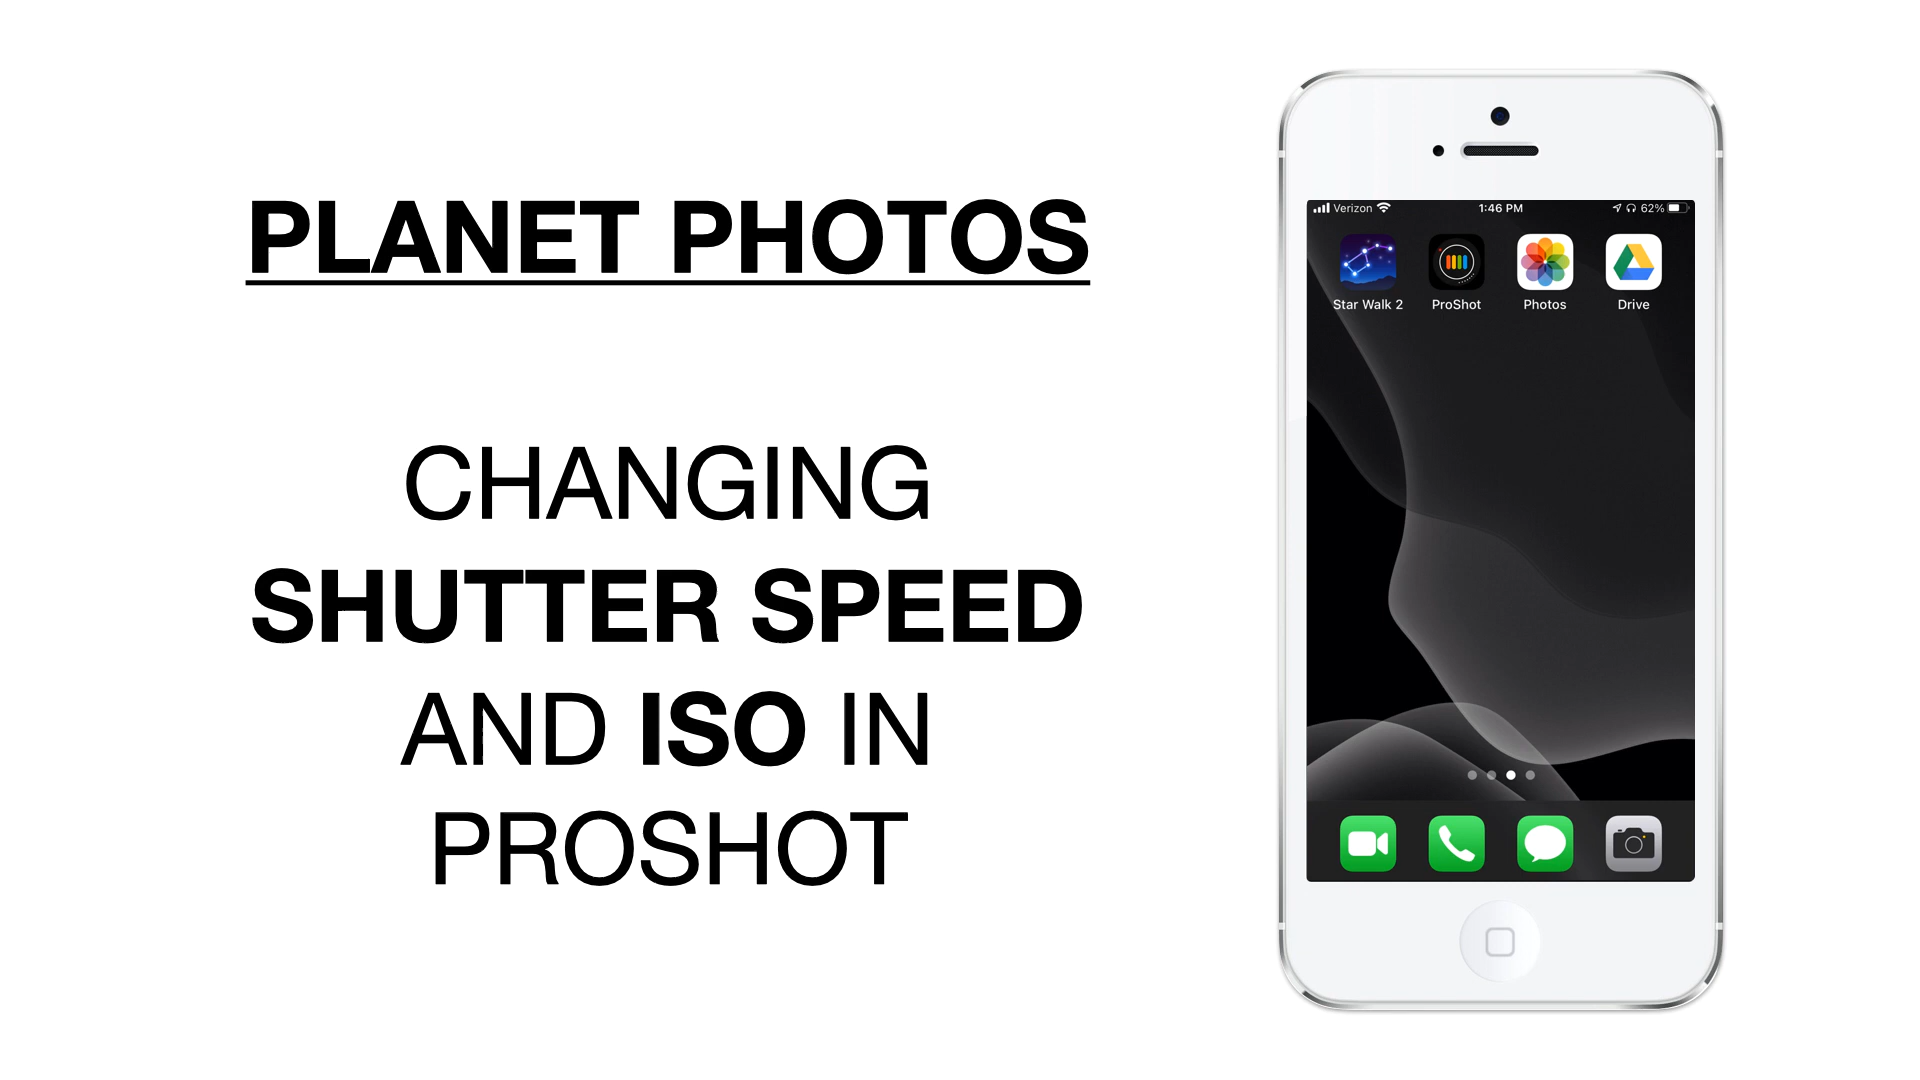 PLANET PHOTOS
CHANGING
SHUTTER SPEED
AND ISO IN
PROSHOT
Verizon 1:46 PM 62%
Star Walk 2 ProShot Photos Drive